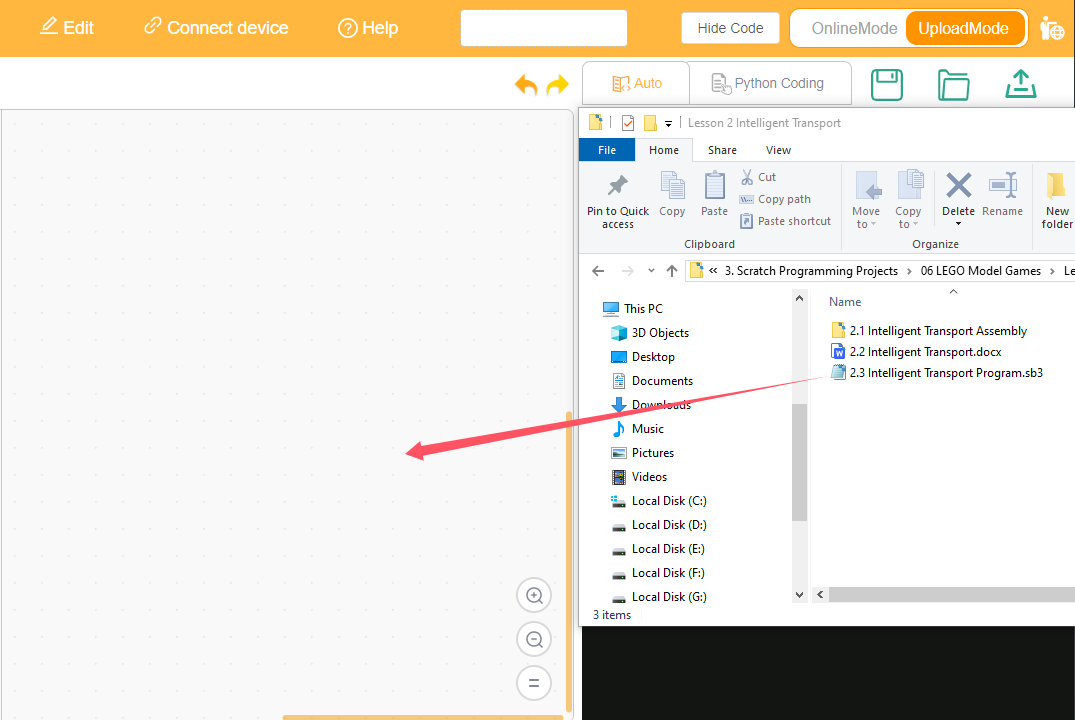 Edit Connect device Help Hide Code OnlineMode UploadMode
Auto Python Coding
Lesson 2 Intelligent Transport
File Home Share View
Cut
Copy path
Paste shortcut
Pin to Quick access
Copy
Paste
Move to
Copy to
Delete
Rename
New folder
Clipboard Organize
« 3. Scratch Programming Projects › 06 LEGO Model Games › Le
Name
This PC
3D Objects
Desktop
Documents
Downloads
Music
Pictures
Videos
Local Disk (C:)
Local Disk (D:)
Local Disk (E:)
Local Disk (F:)
Local Disk (G:)
2.1 Intelligent Transport Assembly
2.2 Intelligent Transport.docx
2.3 Intelligent Transport Program.sb3
3 items